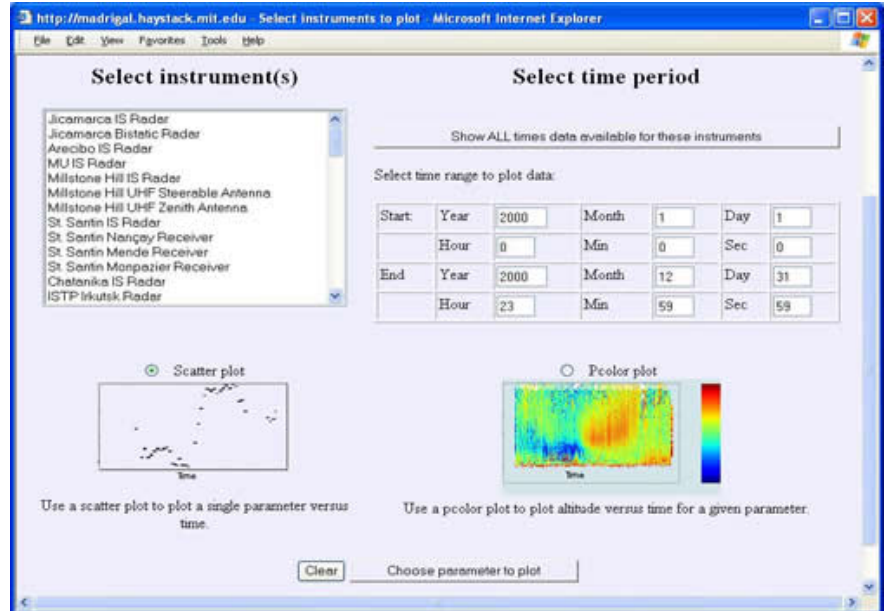 http://madrigal.haystack.mit.edu - Select instruments to plot - Microsoft Internet Explorer
File Edit View Favorites Tools Help
Select instrument(s)
Jicamarca IS Radar
Jicamarca Bistatic Radar
Arecibo IS Radar
MU IS Radar
Millstone Hill IS Radar
Millstone Hill UHF Steerable Antenna
Millstone Hill UHF Zenith Antenna
St. Santin IS Radar
St. Santin Nançay Receiver
St. Santin Mende Receiver
St. Santin Monpazier Receiver
Chatanika IS Radar
ISTP Irkutsk Radar
Select time period
Show ALL times data available for these instruments
Select time range to plot data:
Start: Year 2000 Month 1 Day 1
Hour 0 Min 0 Sec 0
End Year 2000 Month 12 Day 31
Hour 23 Min 59 Sec 59
Scatter plot
Time
Use a scatter plot to plot a single parameter versus
time.
Pcolor plot
Time
Use a pcolor plot to plot altitude versus time for a given parameter.
Clear Choose parameter to plot